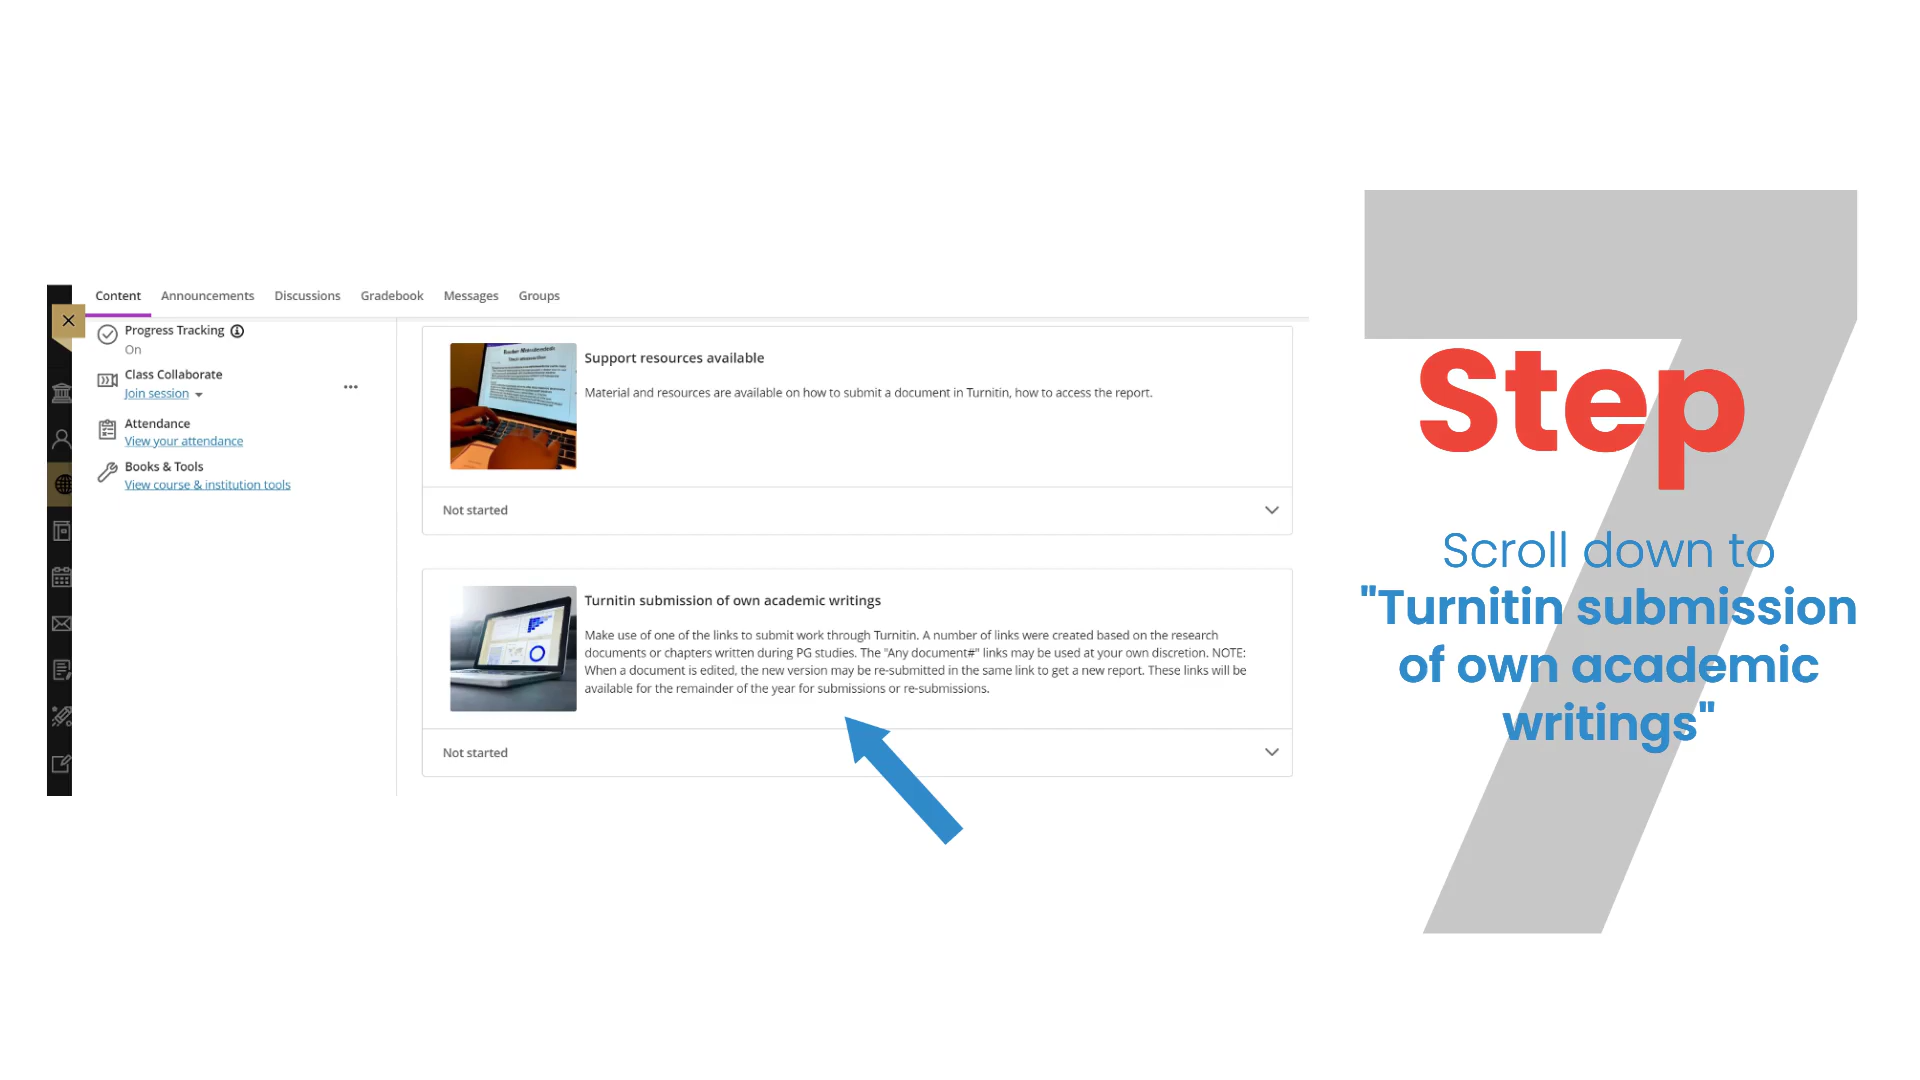 Content Announcements Discussions Gradebook Messages Groups
Progress Tracking
On
Class Collaborate
Join session
Attendance
View your attendance
Books & Tools
View course & institution tools
Support resources available
Material and resources are available on how to submit a document in Turnitin, how to access the report.
Not started
Turnitin submission of own academic writings
Make use of one of the links to submit work through Turnitin. A number of links were created based on the research
documents or chapters written during PG studies. The "Any document#" links may be used at your own discretion. NOTE:
When a document is edited, the new version may be re-submitted in the same link to get a new report. These links will be
available for the remainder of the year for submissions or re-submissions.
Not started
7
Step
Scroll down to
"Turnitin submission
of own academic
writings"